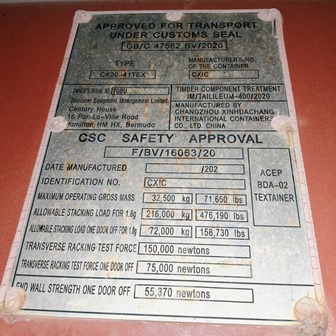 APPROVED FOR TRANSPORT
UNDER CUSTOMS SEAL
GB/C 47562 BV/2020
TYPE
MANUFACTURER'S NO.
OF THE CONTAINER
CX20-41TEX
CXIC
OWNER'S SERIAL NO.
TGBU
TIMBER COMPONENT TREATMENT
IM/TAILILEUM-400/2020
Textainer Equipment Management Limited
Century House
16 Par-La-Ville Road
Hamilton HM HX, Bermuda
MANUFACTURED BY
CHANGZHOU XINHUACHANG
INTERNATIONAL CONTAINERS
CO., LTD. CHINA
CSC SAFETY APPROVAL
F/BV/16063/20
DATE MANUFACTURED /202
IDENTIFICATION NO. CXIC
MAXIMUM OPERATING GROSS MASS 32,500 kg 71,650 lbs
ALLOWABLE STACKING LOAD FOR 1.8g 216,000 kg 476,190 lbs
ALLOWABLE STACKING LOAD ONE DOOR OFF FOR 1.8g 72,000 kg 158,730 lbs
TRANSVERSE RACKING TEST FORCE 150,000 newtons
TRANSVERSE RACKING TEST FORCE ONE DOOR OFF 75,000 newtons
END WALL STRENGTH ONE DOOR OFF 55,370 newtons
ACEP
BDA-02
TEXTAINER